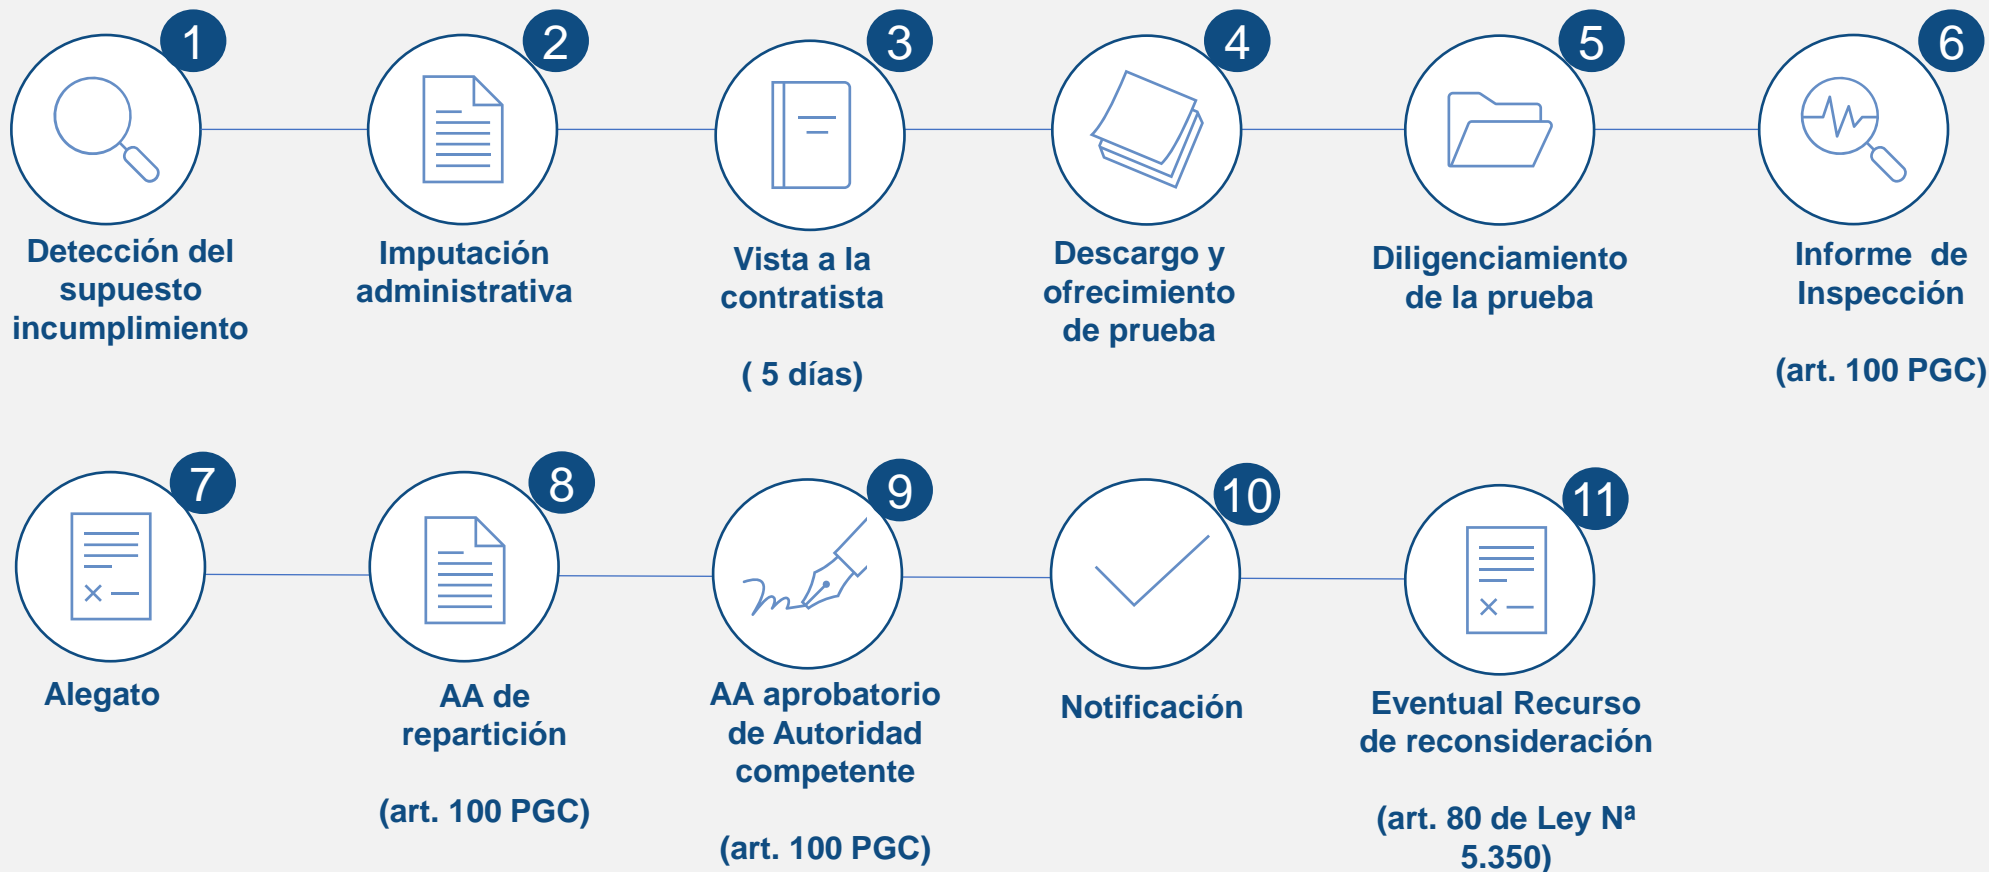 1
Detección del
supuesto
incumplimiento
2
Imputación
administrativa
3
Vista a la
contratista
( 5 días)
4
Descargo y
ofrecimiento
de prueba
5
Diligenciamiento
de la prueba
6
Informe  de
Inspección
(art. 100 PGC)
7
Alegato
8
AA de
repartición
(art. 100 PGC)
9
AA aprobatorio
de Autoridad
competente
(art. 100 PGC)
10
Notificación
11
Eventual Recurso
de reconsideración
(art. 80 de Ley Nª
5.350)